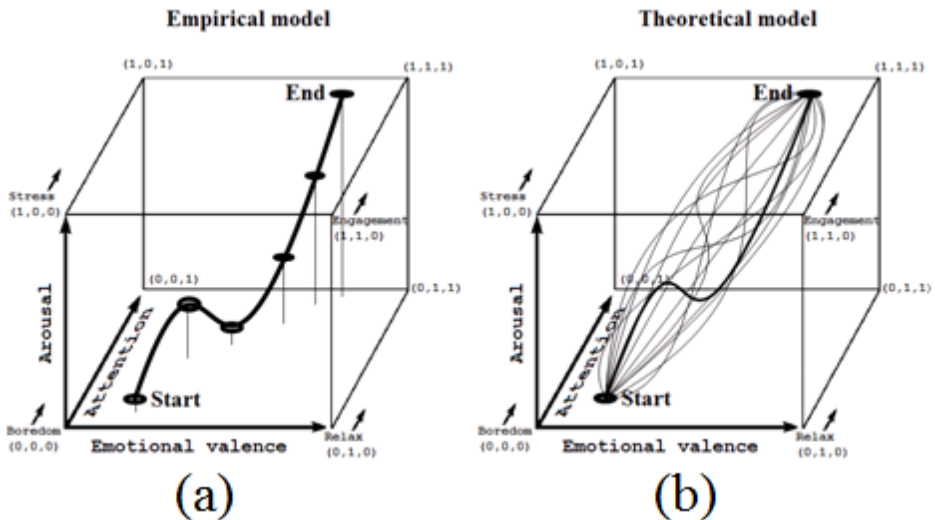 Empirical model
(1,0,1)
(1,1,1)
End
Stress
(1,0,0)
Engagement
(1,1,0)
(0,0,1)
(0,1,1)
Arousal
Attention
Start
Boredom
(0,0,0)
Emotional valence
Relax
(0,1,0)
(a)
Theoretical model
(1,0,1)
(1,1,1)
End
Stress
(1,0,0)
Engagement
(1,1,0)
(0,0,1)
(0,1,1)
Arousal
Attention
Start
Boredom
(0,0,0)
Emotional valence
Relax
(0,1,0)
(b)